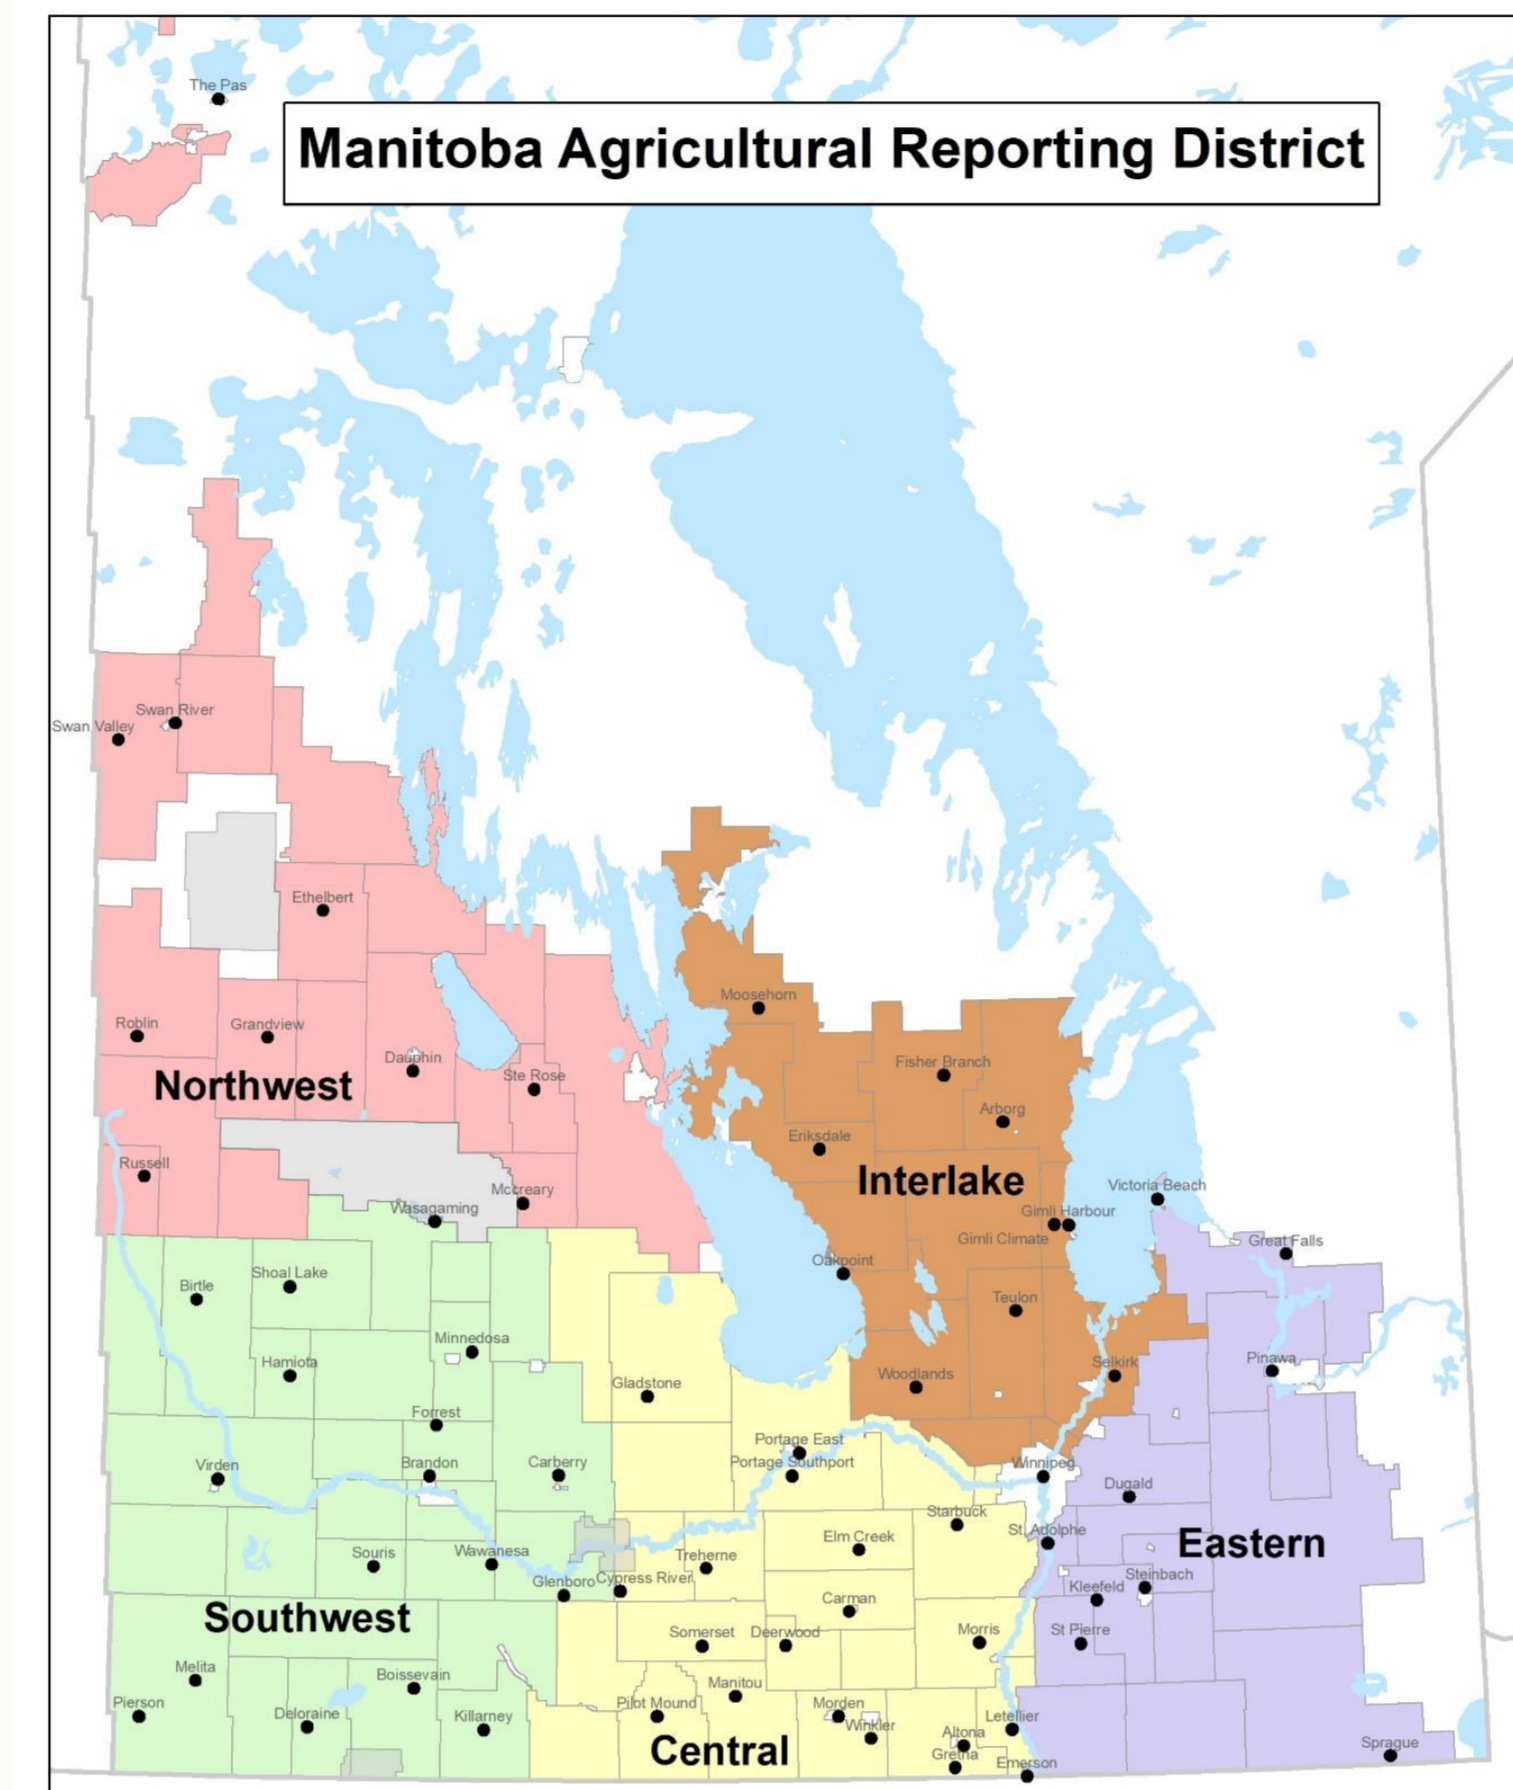 The Pas
Manitoba Agricultural Reporting District
Swan River
Swan Valley
Ethelbert
Moosehorn
Roblin
Grandview
Dauphin
Ste Rose
Fisher Branch
Northwest
Arborg
Eriksdale
Russell
Interlake
Mccreary
Victoria Beach
Wasagaming
Gimli Harbour
Gimli Climate
Great Falls
Oakpoint
Shoal Lake
Birtle
Teulon
Minnedosa
Hamiota
Gladstone
Woodlands
Selkirk
Pinawa
Forrest
Portage East
Virden
Brandon
Carberry
Portage Southport
Winnipeg
Dugald
Starbuck
St. Adolphe
Elm Creek
Eastern
Souris
Wawanesa
Treherne
Glenboro
Cypress River
Kleefeld
Steinbach
Carman
Southwest
Somerset
Deerwood
Morris
St Pierre
Melita
Boissevain
Manitou
Pierson
Deloraine
Killarney
Pilot Mound
Morden
Winkler
Letellier
Altona
Central
Gretna
Emerson
Sprague